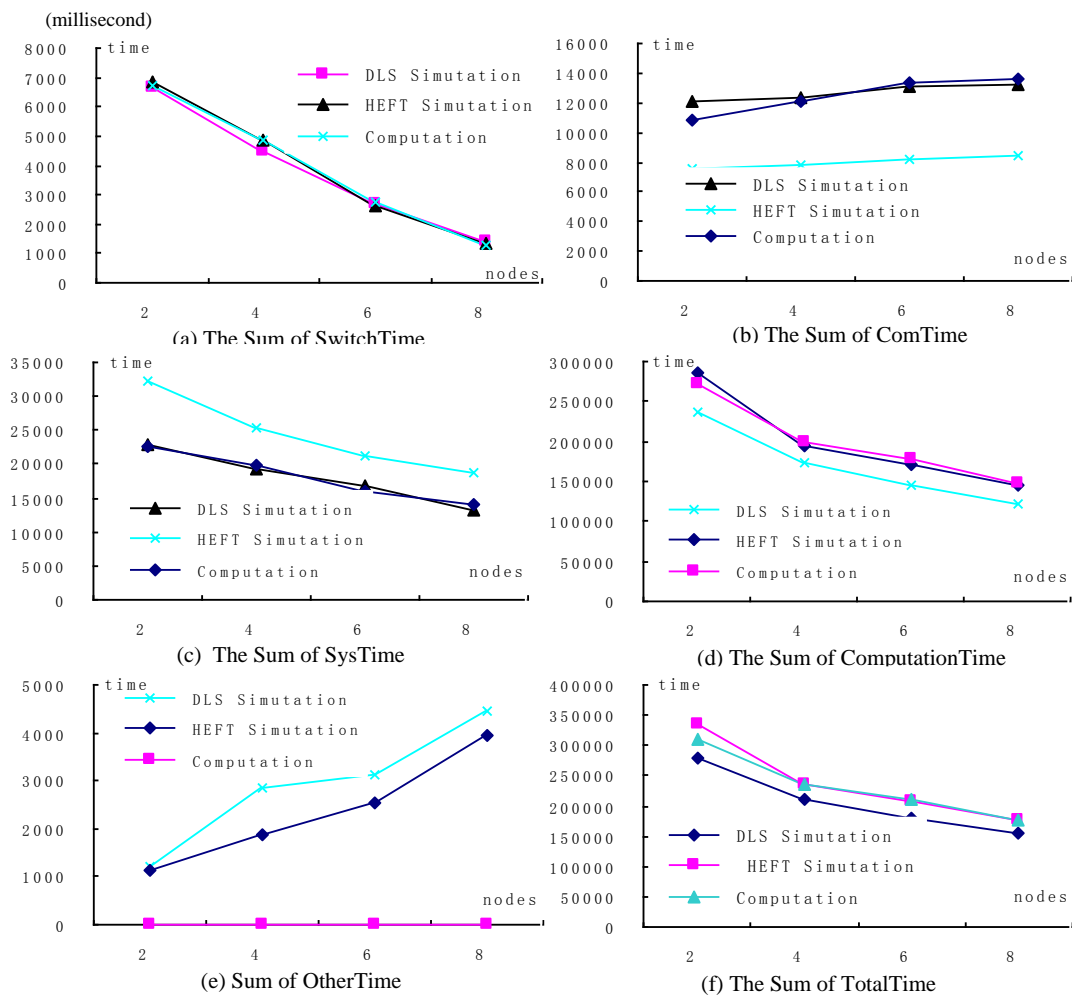 (millisecond)
time
8000
7000
6000
5000
4000
3000
2000
1000
0
DLS Simutation
HEFT Simutation
Computation
nodes
2 4 6 8
(a) The Sum of SwitchTime
time
16000
14000
12000
10000
8000
6000
4000
2000
0
DLS Simutation
HEFT Simutation
Computation
nodes
2 4 6 8
(b) The Sum of ComTime
time
35000
30000
25000
20000
15000
10000
5000
0
DLS Simutation
HEFT Simutation
Computation
nodes
2 4 6 8
(c) The Sum of SysTime
time
300000
250000
200000
150000
100000
50000
0
DLS Simutation
HEFT Simutation
Computation
nodes
2 4 6 8
(d) The Sum of ComputationTime
time
5000
4000
3000
2000
1000
0
DLS Simutation
HEFT Simutation
Computation
nodes
2 4 6 8
(e) Sum of OtherTime
time
400000
350000
300000
250000
200000
150000
100000
50000
0
DLS Simutation
HEFT Simutation
Computation
nodes
2 4 6 8
(f) The Sum of TotalTime